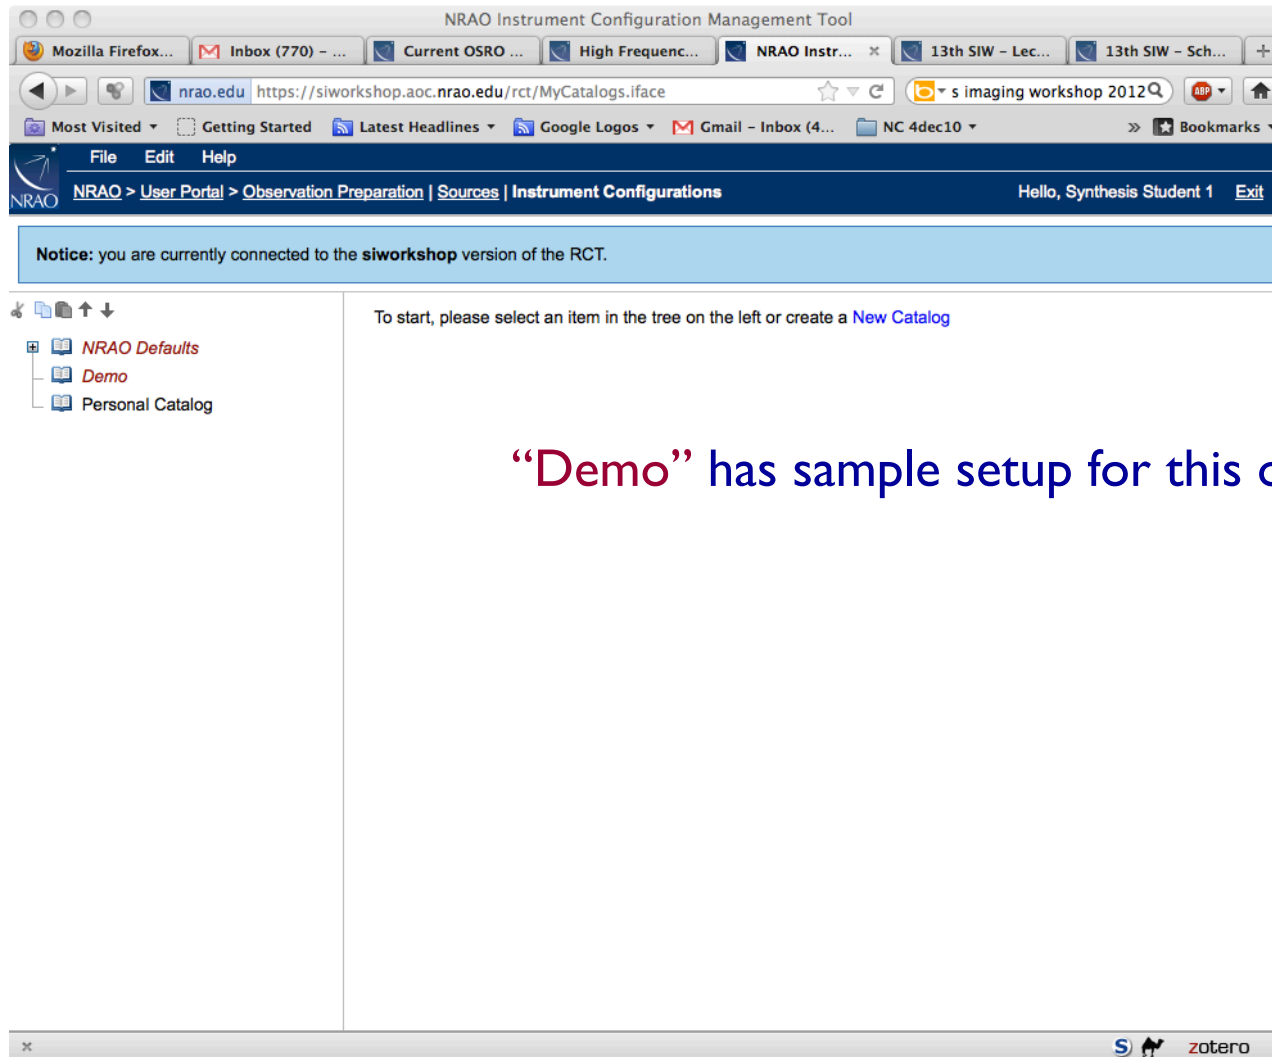 NRAO Instrument Configuration Management Tool
Mozilla Firefox... Inbox (770) – ... Current OSRO ... High Frequenc... NRAO Instr... × 13th SIW – Lec... 13th SIW – Sch... +
nrao.edu https://siworkshop.aoc.nrao.edu/rct/MyCatalogs.iface s imaging workshop 2012 ABP
Most Visited Getting Started Latest Headlines Google Logos Gmail – Inbox (4... NC 4dec10 » Bookmarks
File Edit Help
NRAO
NRAO > User Portal > Observation Preparation | Sources | Instrument Configurations Hello, Synthesis Student 1 Exit
Notice: you are currently connected to the siworkshop version of the RCT.
To start, please select an item in the tree on the left or create a New Catalog
NRAO Defaults
Demo
Personal Catalog
“Demo” has sample setup for this
× S zotero